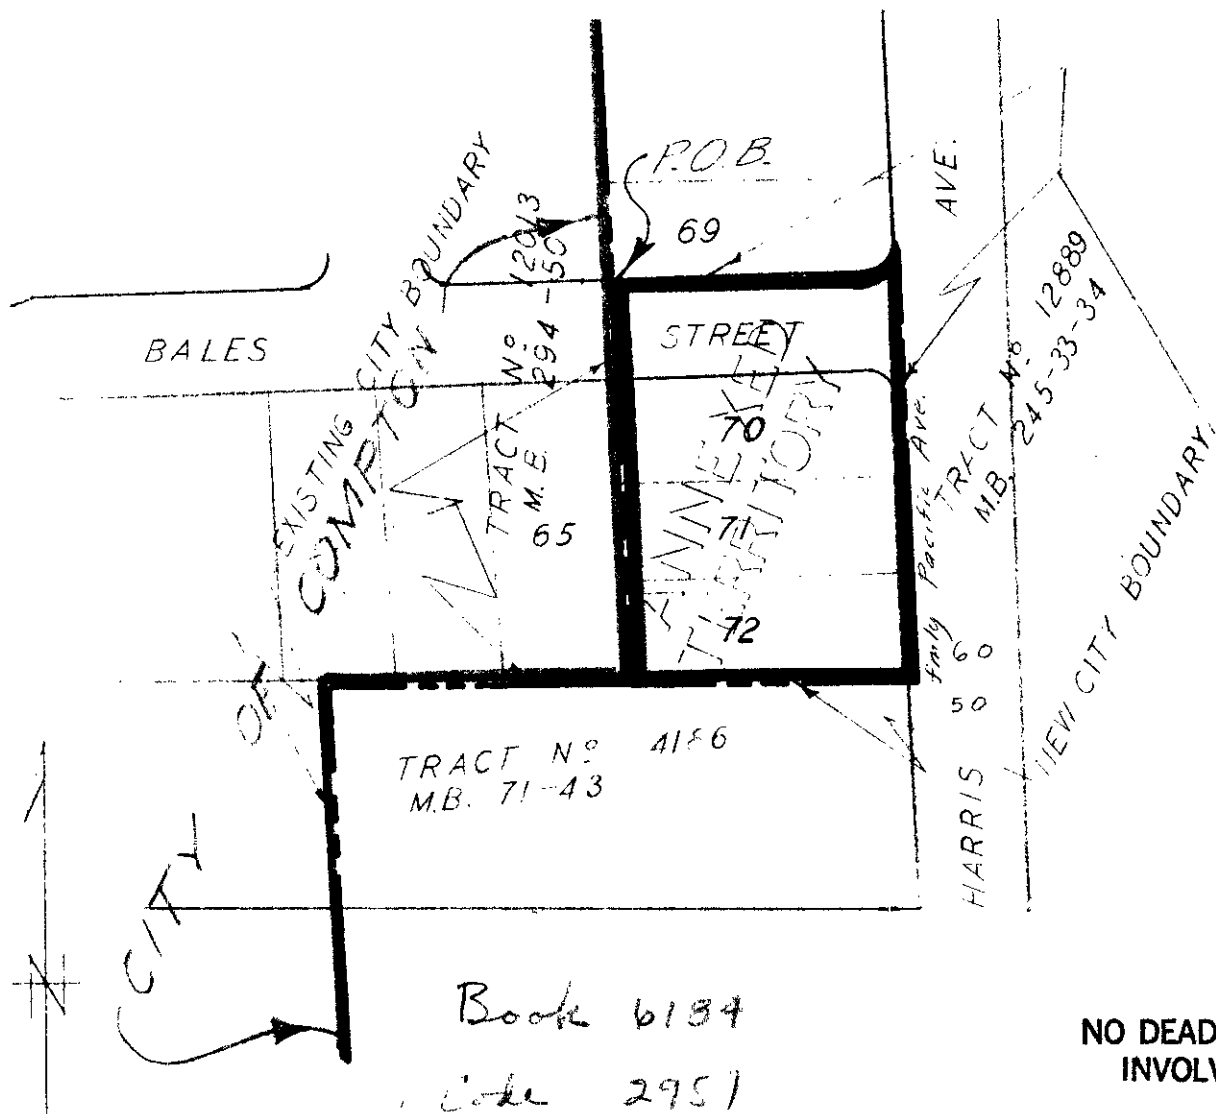 P.O.B.
69
AVE.
EXISTING CITY BOUNDARY
TRACT Nº 12013
M.B. 294-50
BALES
STREET
CITY OF COMPTON
ANNEXED
TERRITORY
70
71
72
65
fmly Pacific Ave.
TRACT Nº 12889
M.B. 245-33-34
60
50
NEW CITY BOUNDARY
HARRIS
TRACT Nº 4186
M.B. 71-43
N
Book 6184
Code 2951
NO DEAD
INVOLV